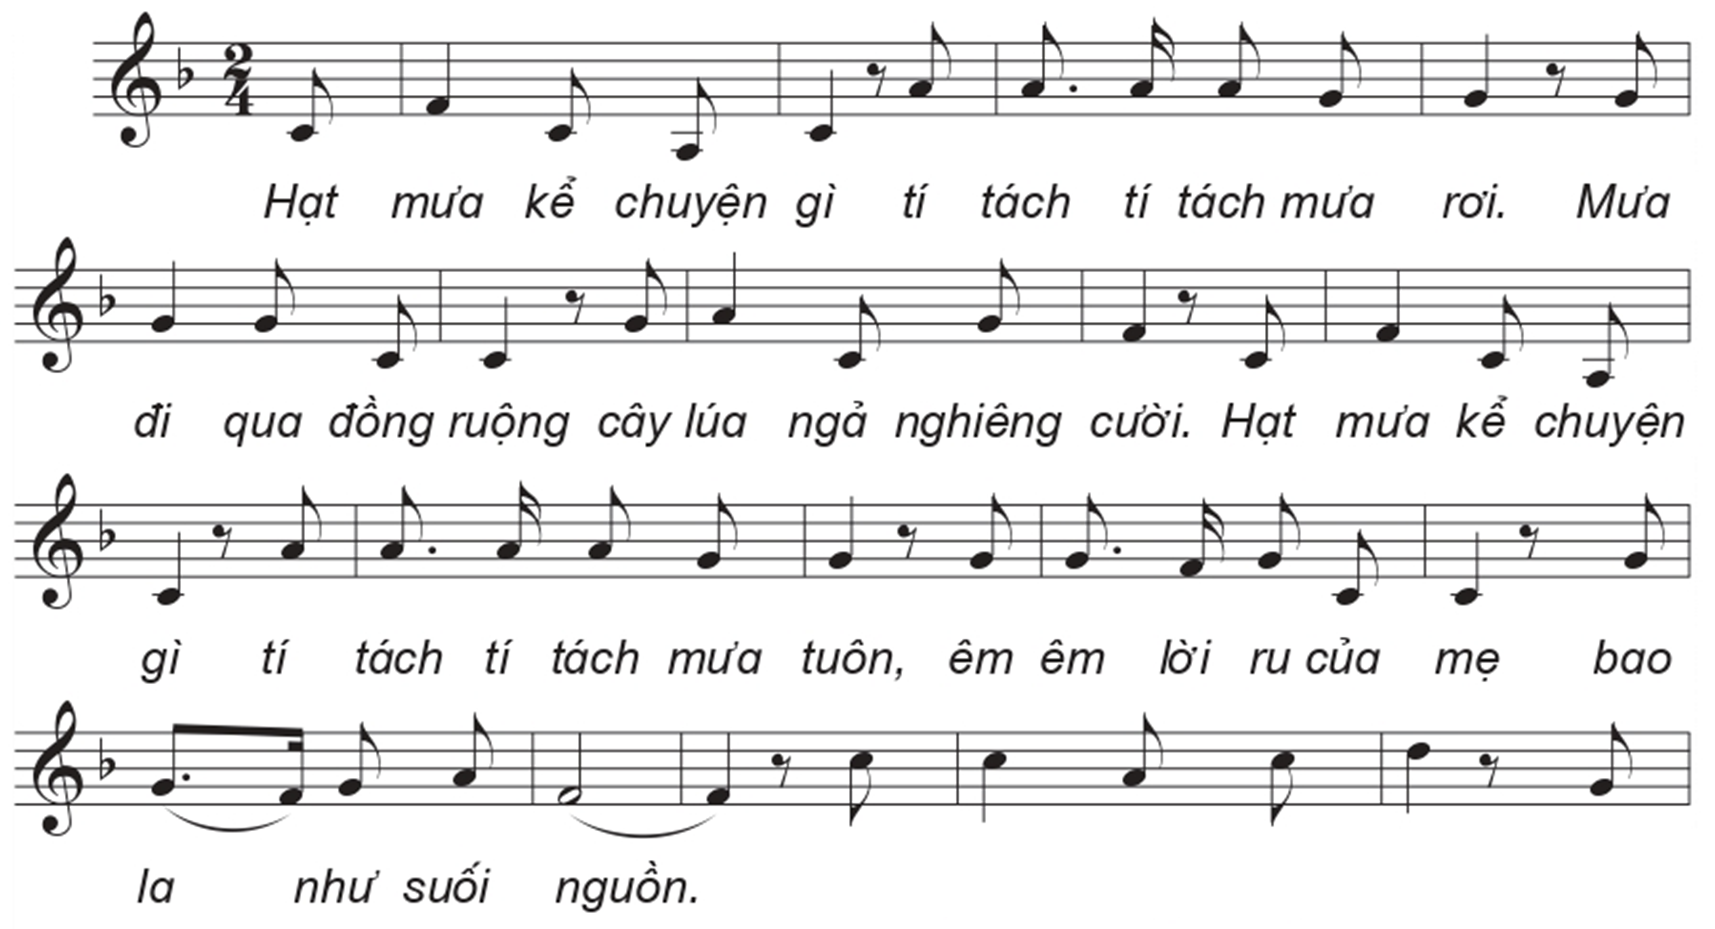 2
4
Hạt mưa kể chuyện gì tí tách tí tách mưa rơi. Mưa
đi qua đồng ruộng cây lúa ngả nghiêng cười. Hạt mưa kể chuyện
gì tí tách tí tách mưa tuôn, êm êm lời ru của mẹ bao
la như suối nguồn.